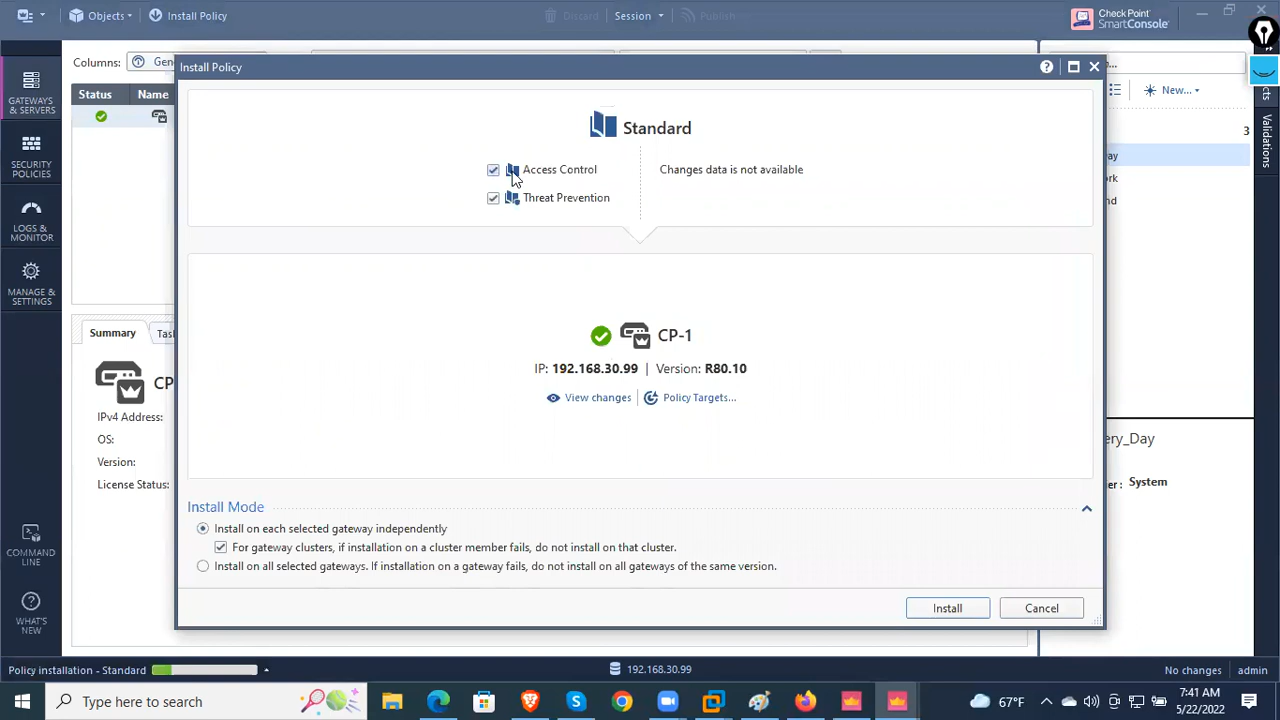 Objects
Install Policy
Discard
Session
Publish
Check Point
SmartConsole
Columns:
Install Policy
Status
Name
GATEWAYS
& SERVERS
SECURITY
POLICIES
LOGS &
MONITOR
MANAGE &
SETTINGS
COMMAND
LINE
WHAT'S
NEW
Standard
Access Control
Threat Prevention
Changes data is not available
CP-1
IP: 192.168.30.99 | Version: R80.10
View changes
Policy Targets...
Summary
CP
IPv4 Address:
OS:
Version:
License Status:
Install Mode
Install on each selected gateway independently
For gateway clusters, if installation on a cluster member fails, do not install on that cluster.
Install on all selected gateways. If installation on a gateway fails, do not install on all gateways of the same version.
Install
Cancel
New...
3
Validations
ery_Day
System
Policy installation - Standard
192.168.30.99
No changes
admin
Type here to search
67°F
7:41 AM
5/22/2022